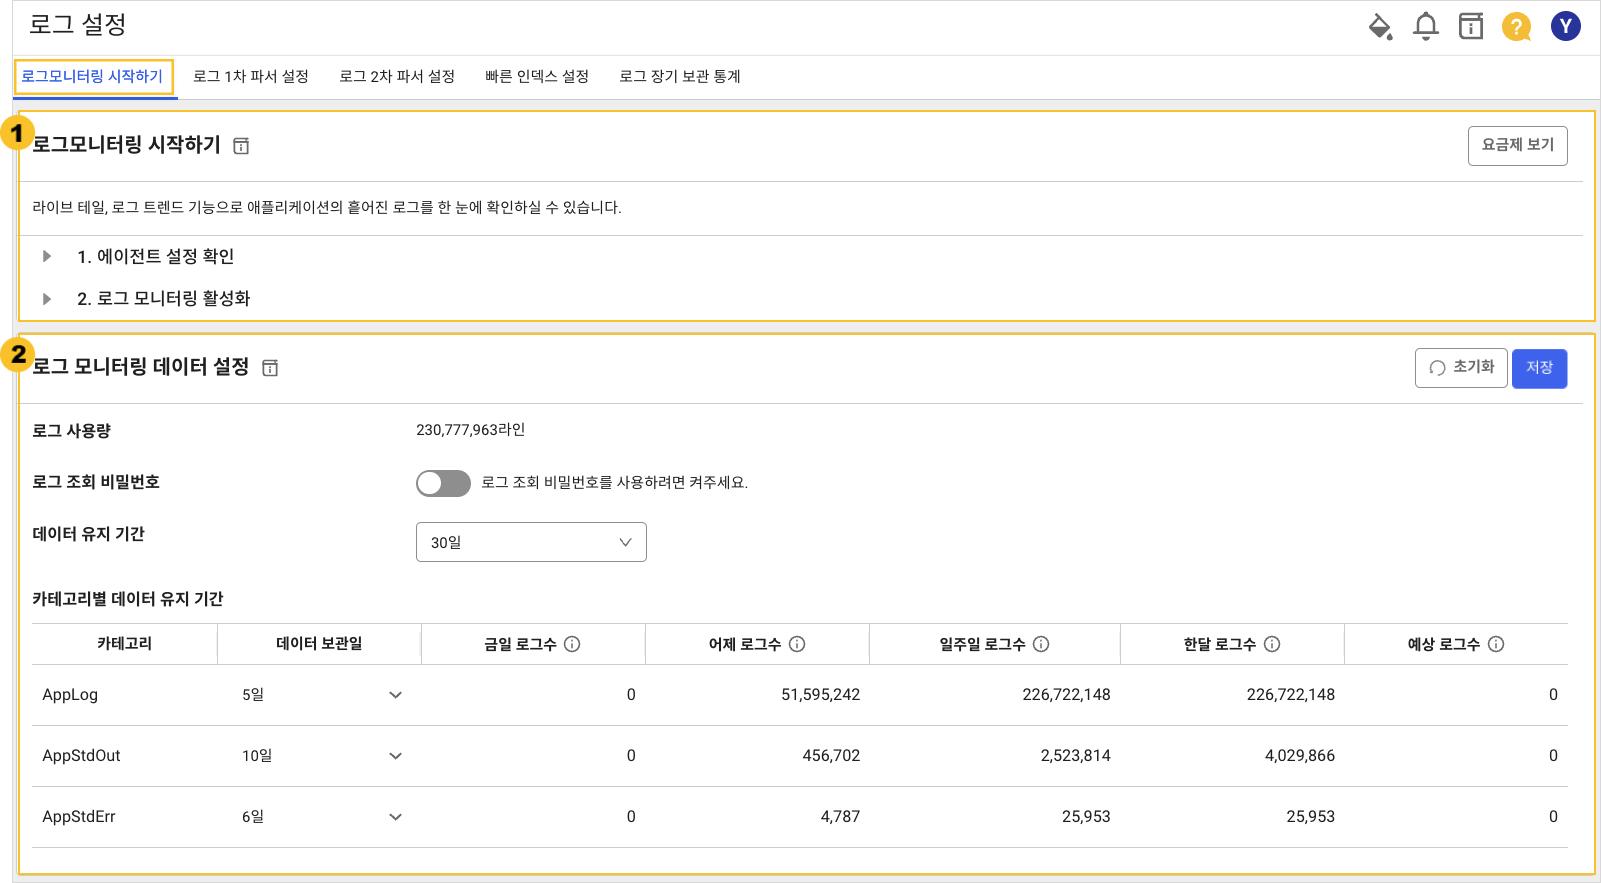 로그 설정
?
Y
로그모니터링 시작하기
로그 1차 파서 설정
로그 2차 파서 설정
빠른 인덱스 설정
로그 장기 보관 통계
1
로그모니터링 시작하기
요금제 보기
라이브 테일, 로그 트렌드 기능으로 애플리케이션의 흩어진 로그를 한 눈에 확인하실 수 있습니다.
1. 에이전트 설정 확인
2. 로그 모니터링 활성화
2
로그 모니터링 데이터 설정
초기화
저장
로그 사용량 230,777,963라인
로그 조회 비밀번호 로그 조회 비밀번호를 사용하려면 켜주세요.
데이터 유지 기간 30일
카테고리별 데이터 유지 기간
카테고리 데이터 보관일 금일 로그수 어제 로그수 일주일 로그수 한달 로그수 예상 로그수
AppLog 5일 0 51,595,242 226,722,148 226,722,148 0
AppStdOut 10일 0 456,702 2,523,814 4,029,866 0
AppStdErr 6일 0 4,787 25,953 25,953 0